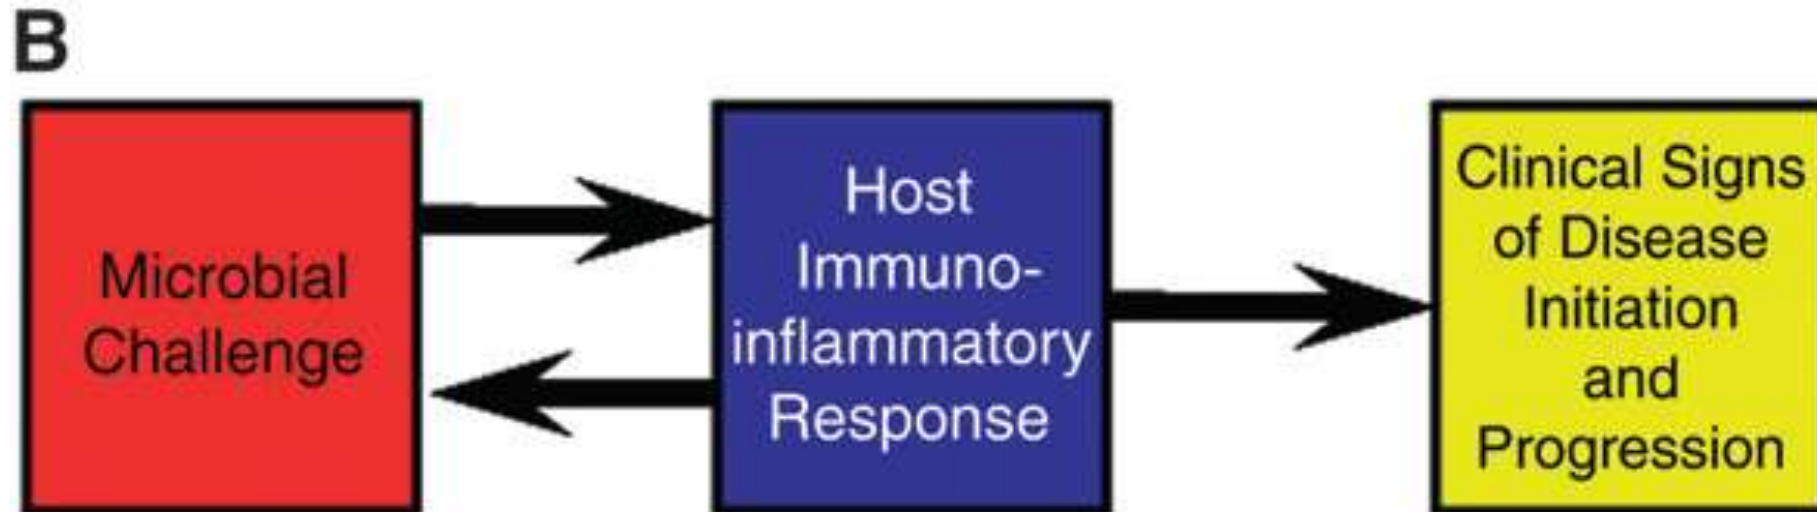 B
Microbial
Challenge
Host
Immuno-
inflammatory
Response
Clinical Signs
of Disease
Initiation
and
Progression